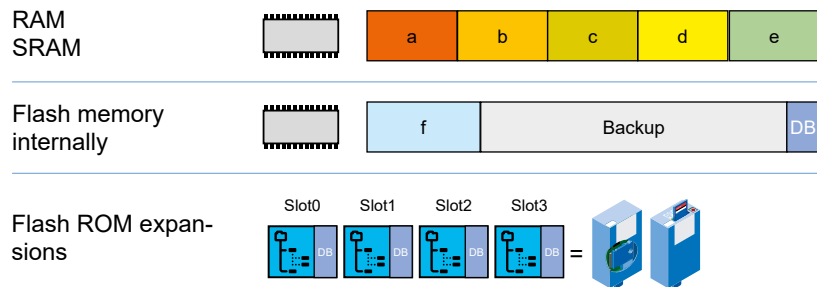 RAM
SRAM
a b c d e
Flash memory
internally
f Backup DB
Slot0 Slot1 Slot2 Slot3
Flash ROM expan-
sions
DB DB DB DB =